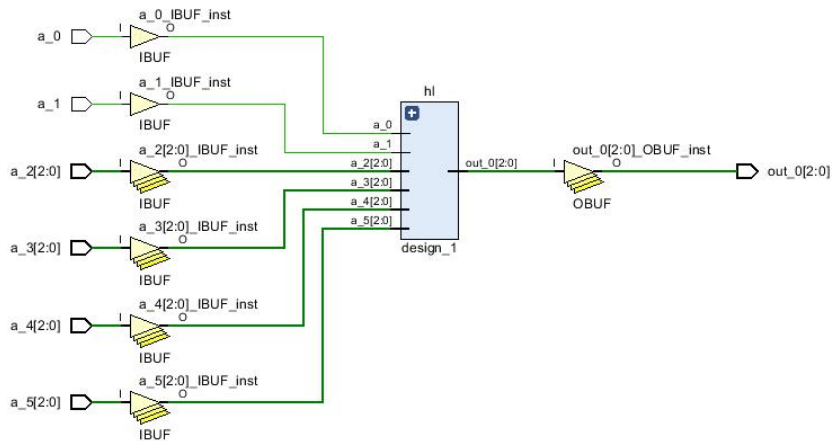 a_0_IBUF_inst
a_0
I
O
IBUF
a_1_IBUF_inst
a_1
I
O
IBUF
a_2[2:0]_IBUF_inst
a_2[2:0]
I
O
IBUF
a_3[2:0]_IBUF_inst
a_3[2:0]
I
O
IBUF
a_4[2:0]_IBUF_inst
a_4[2:0]
I
O
IBUF
a_5[2:0]_IBUF_inst
a_5[2:0]
I
O
IBUF
hl
a_0
a_1
a_2[2:0]
a_3[2:0]
a_4[2:0]
a_5[2:0]
out_0[2:0]
design_1
out_0[2:0]_OBUF_inst
I
O
OBUF
out_0[2:0]